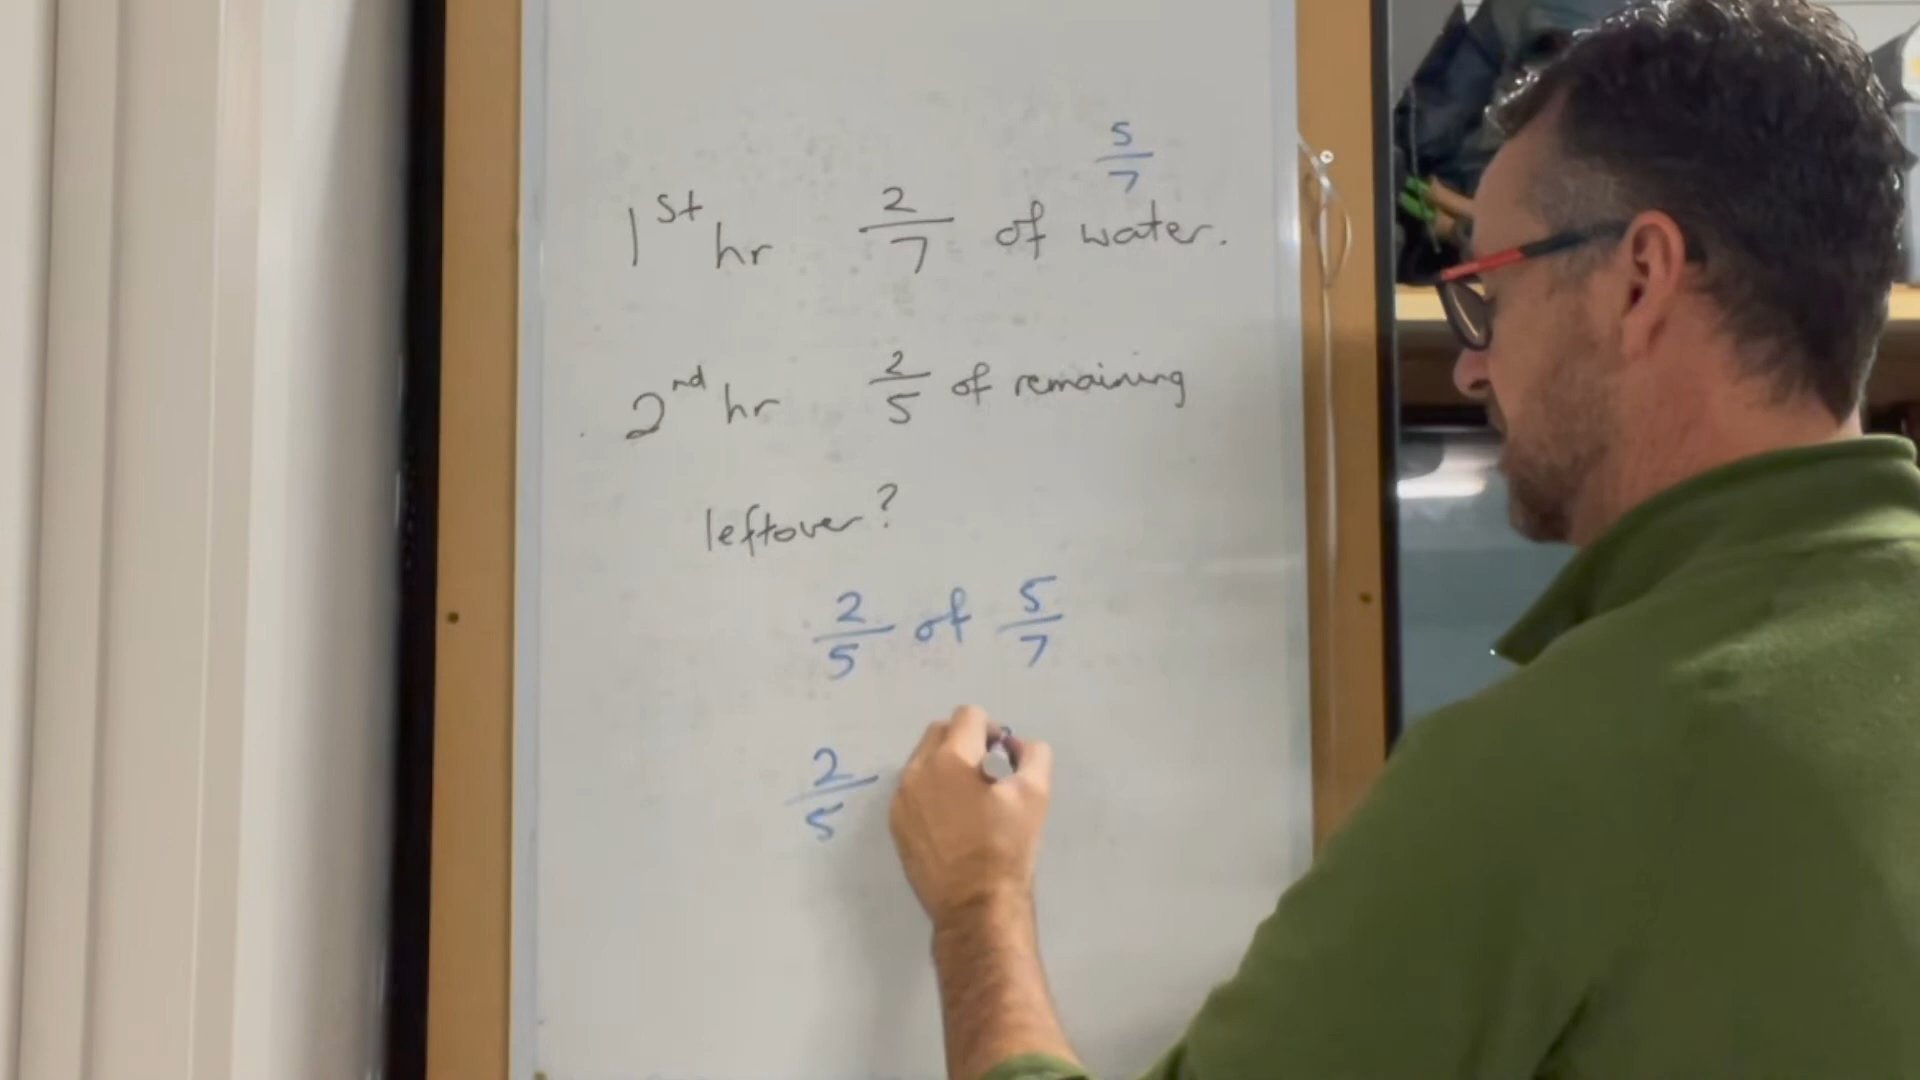 5/7
1st hr 2/7 of water.
2nd hr 2/5 of remaining
leftover?
2/5 of 5/7
2/5